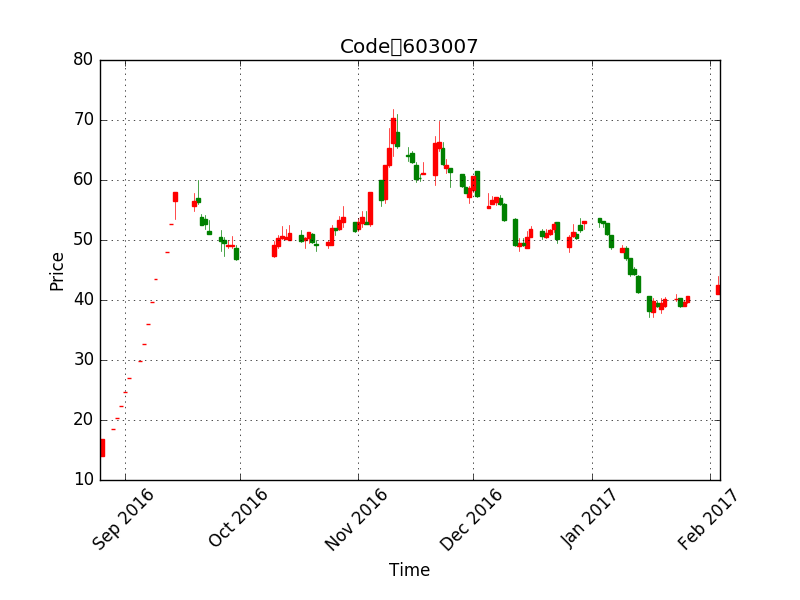 Code▯603007
80
70
60
50
40
30
20
10
Price
Sep 2016
Oct 2016
Nov 2016
Dec 2016
Jan 2017
Feb 2017
Time